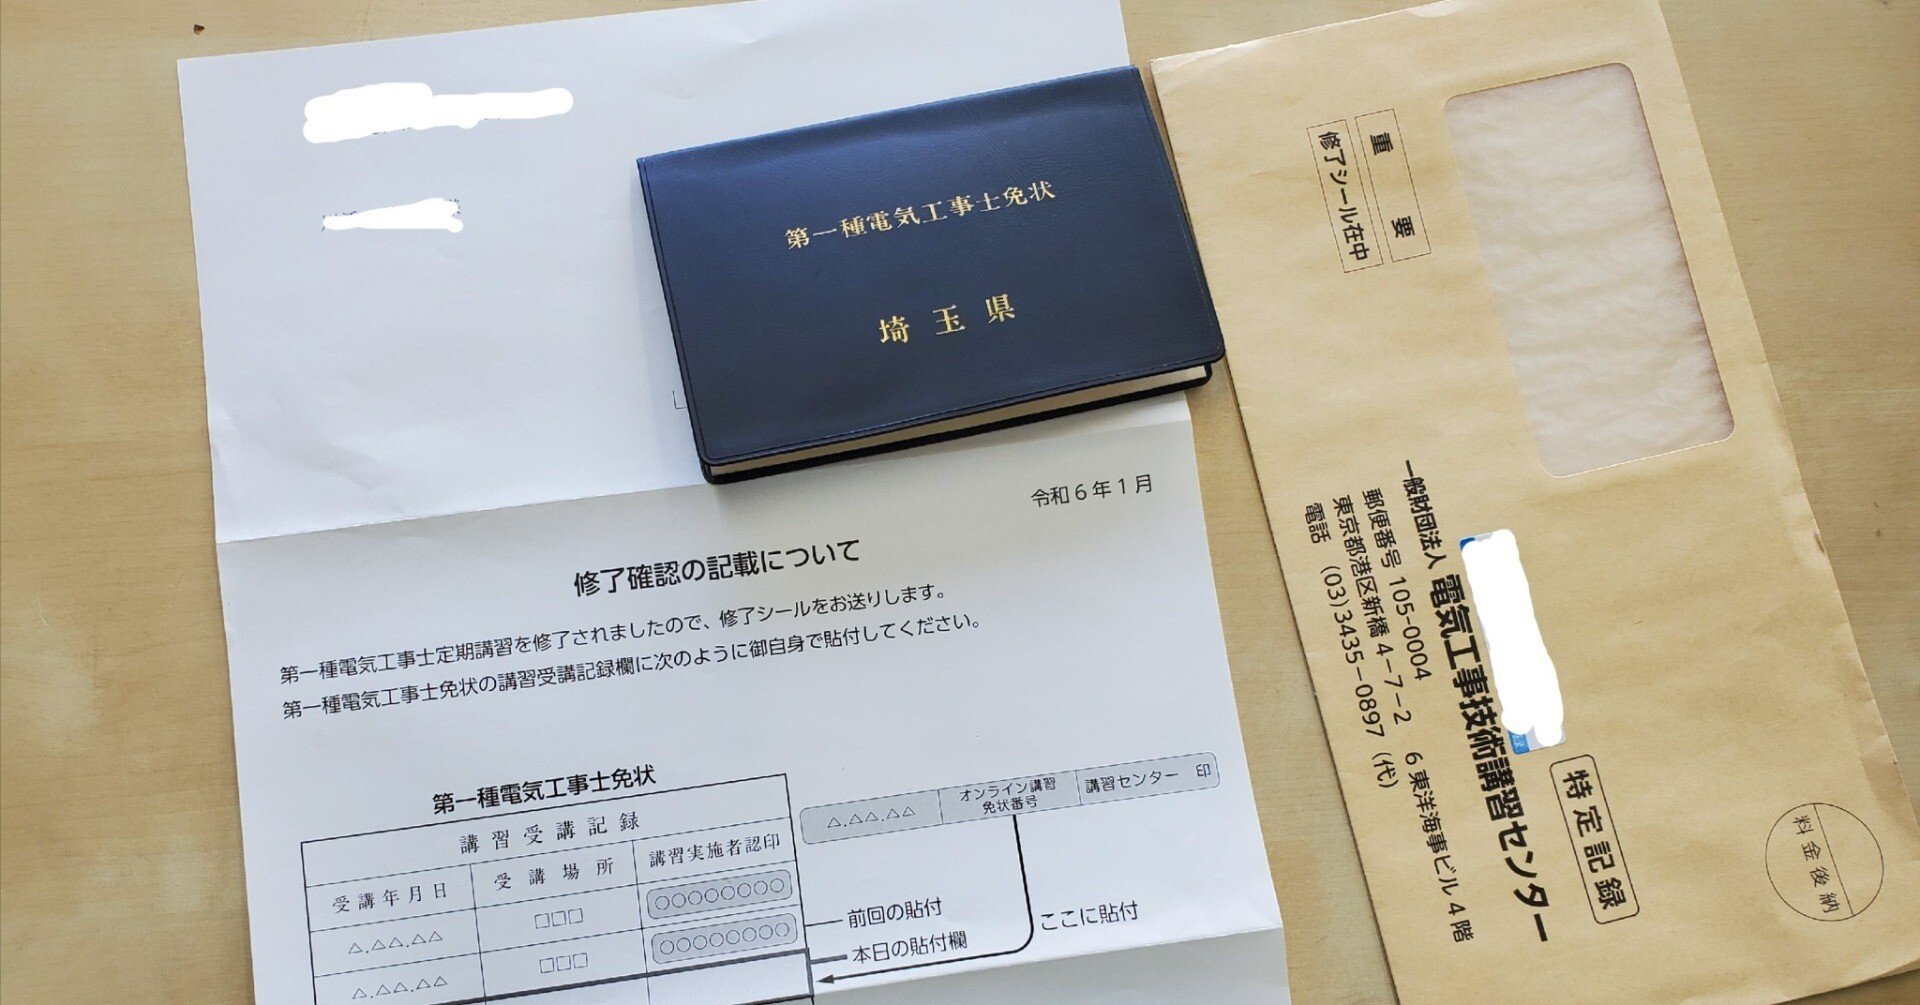 第一種電気工事士免状
埼玉県
令和6年1月
修了確認の記載について
第一種電気工事士定期講習を修了されましたので、修了シールをお送りします。
第一種電気工事士免状の講習受講記録欄に次のように御自身で貼付してください。
第一種電気工事士免状
講習受講記録
受講年月日 受講場所 講習実施者認印
△.△△.△△ □□□ ○○○○○○○○
△.△△.△△ □□□ ○○○○○○○○
前回の貼付
本日の貼付欄
△.△△.△△ オンライン講習 講習センター 印
免状番号
ここに貼付
重要
修了シール在中
一般財団法人 電気工事技術講習センター
郵便番号 105-0004
東京都港区新橋4-7-2 6東洋海事ビル4階
電話 (03)3435-0897(代)
特定記録
料金後納